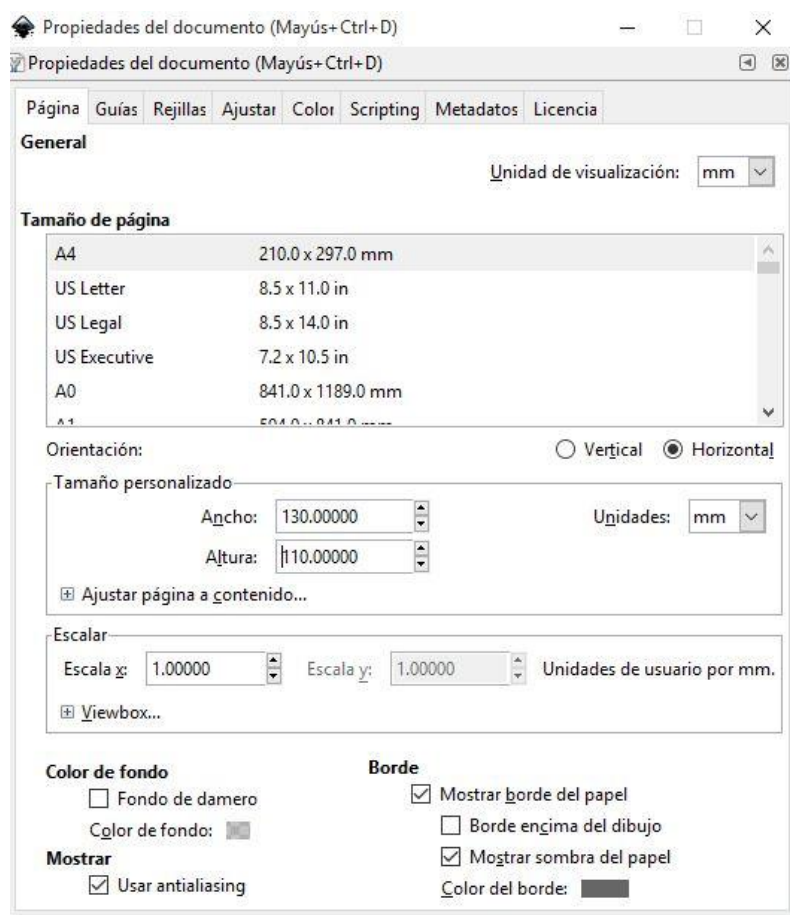 Propiedades del documento (Mayús+Ctrl+D)
Propiedades del documento (Mayús+Ctrl+D)
Página Guías Rejillas Ajustar Color Scripting Metadatos Licencia
General
Unidad de visualización: mm
Tamaño de página
A4 210.0 x 297.0 mm
US Letter 8.5 x 11.0 in
US Legal 8.5 x 14.0 in
US Executive 7.2 x 10.5 in
A0 841.0 x 1189.0 mm
A1 594.0 x 841.0 mm
Orientación: Vertical Horizontal
Tamaño personalizado
Ancho: 130.00000 Unidades: mm
Altura: 110.00000
Ajustar página a contenido...
Escalar
Escala x: 1.00000 Escala y: 1.00000 Unidades de usuario por mm.
Viewbox...
Color de fondo Borde
Fondo de damero Mostrar borde del papel
Color de fondo: Borde encima del dibujo
Mostrar Mostrar sombra del papel
Usar antialiasing Color del borde: